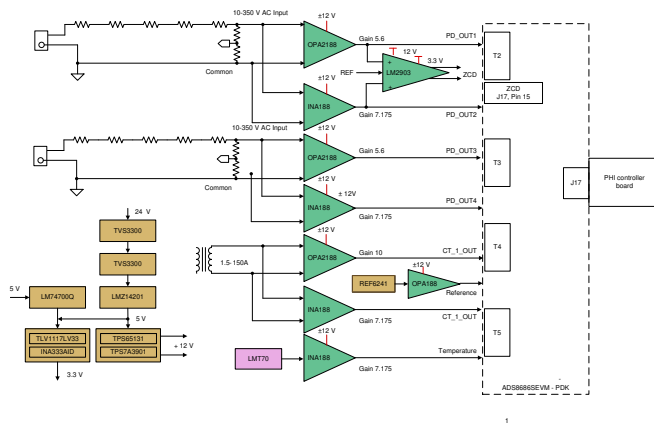 10-350 V AC Input
Common
±12 V
OPA2188
Gain 5.6
PD_OUT1
12 V
3.3 V
LM2903
+
+
REF
ZCD
T2
ZCD
J17, Pin 15
±12 V
INA188
Gain 7.175
PD_OUT2
10-350 V AC Input
Common
±12 V
OPA2188
Gain 5.6
PD_OUT3
T3
±12 V
± 12V
INA188
Gain 7.175
PD_OUT4
J17
PHI controller
board
±12 V
OPA2188
Gain 10
CT_1_OUT
T4
1.5-150A
REF6241
±12 V
OPA188
Reference
INA188
Gain 7.175
CT_1_OUT
T5
LMT70
±12 V
INA188
Gain 7.175
Temperature
ADS8686SEVM - PDK
24 V
TVS3300
TVS3300
5 V
LM74700Q
LMZ14201
5 V
TLV1117LV33
INA333AID
TPS65131
TPS7A3901
+ 12 V
3.3 V
1